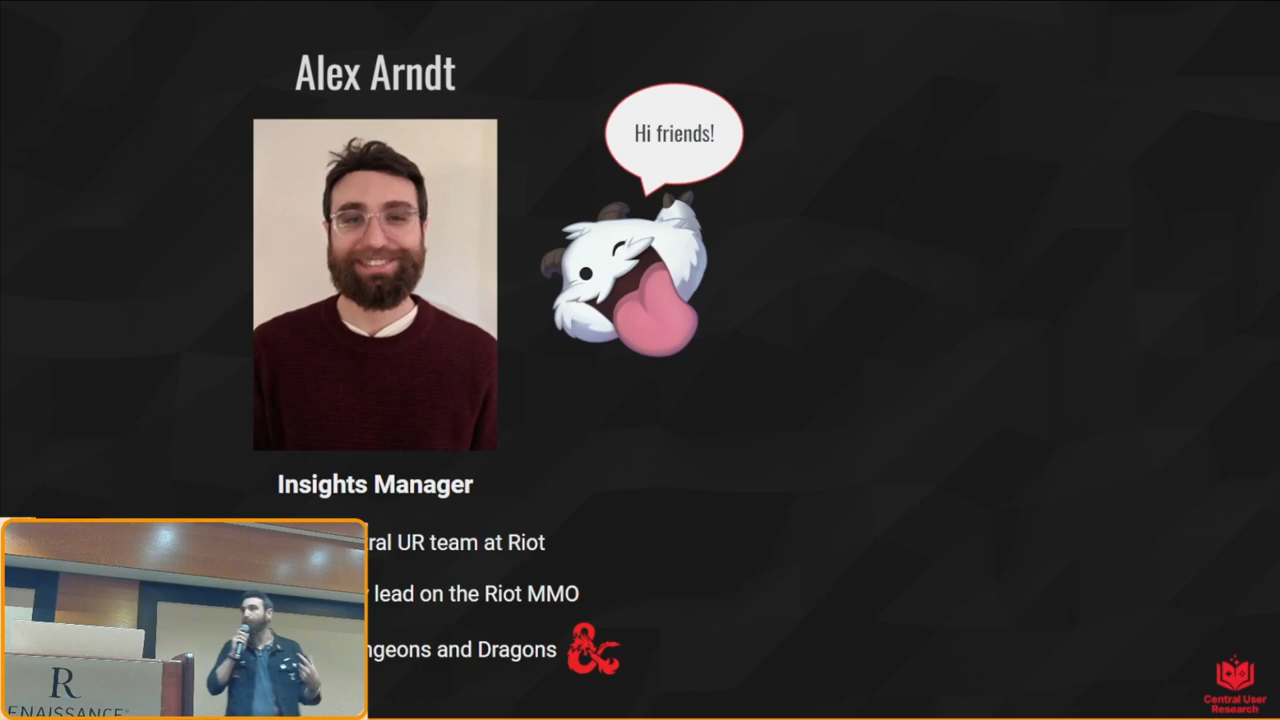 Alex Arndt
Hi friends!
Insights Manager
ral UR team at Riot
lead on the Riot MMO
ngeons and Dragons &
R
ENAISSANCE
Central User
Research